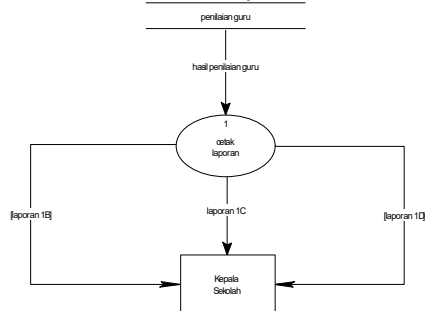 penilaian guru
hasil penilaian guru
1
cetak
laporan
[laporan 1B]
laporan 1C
[laporan 1D]
Kepala
Sekolah